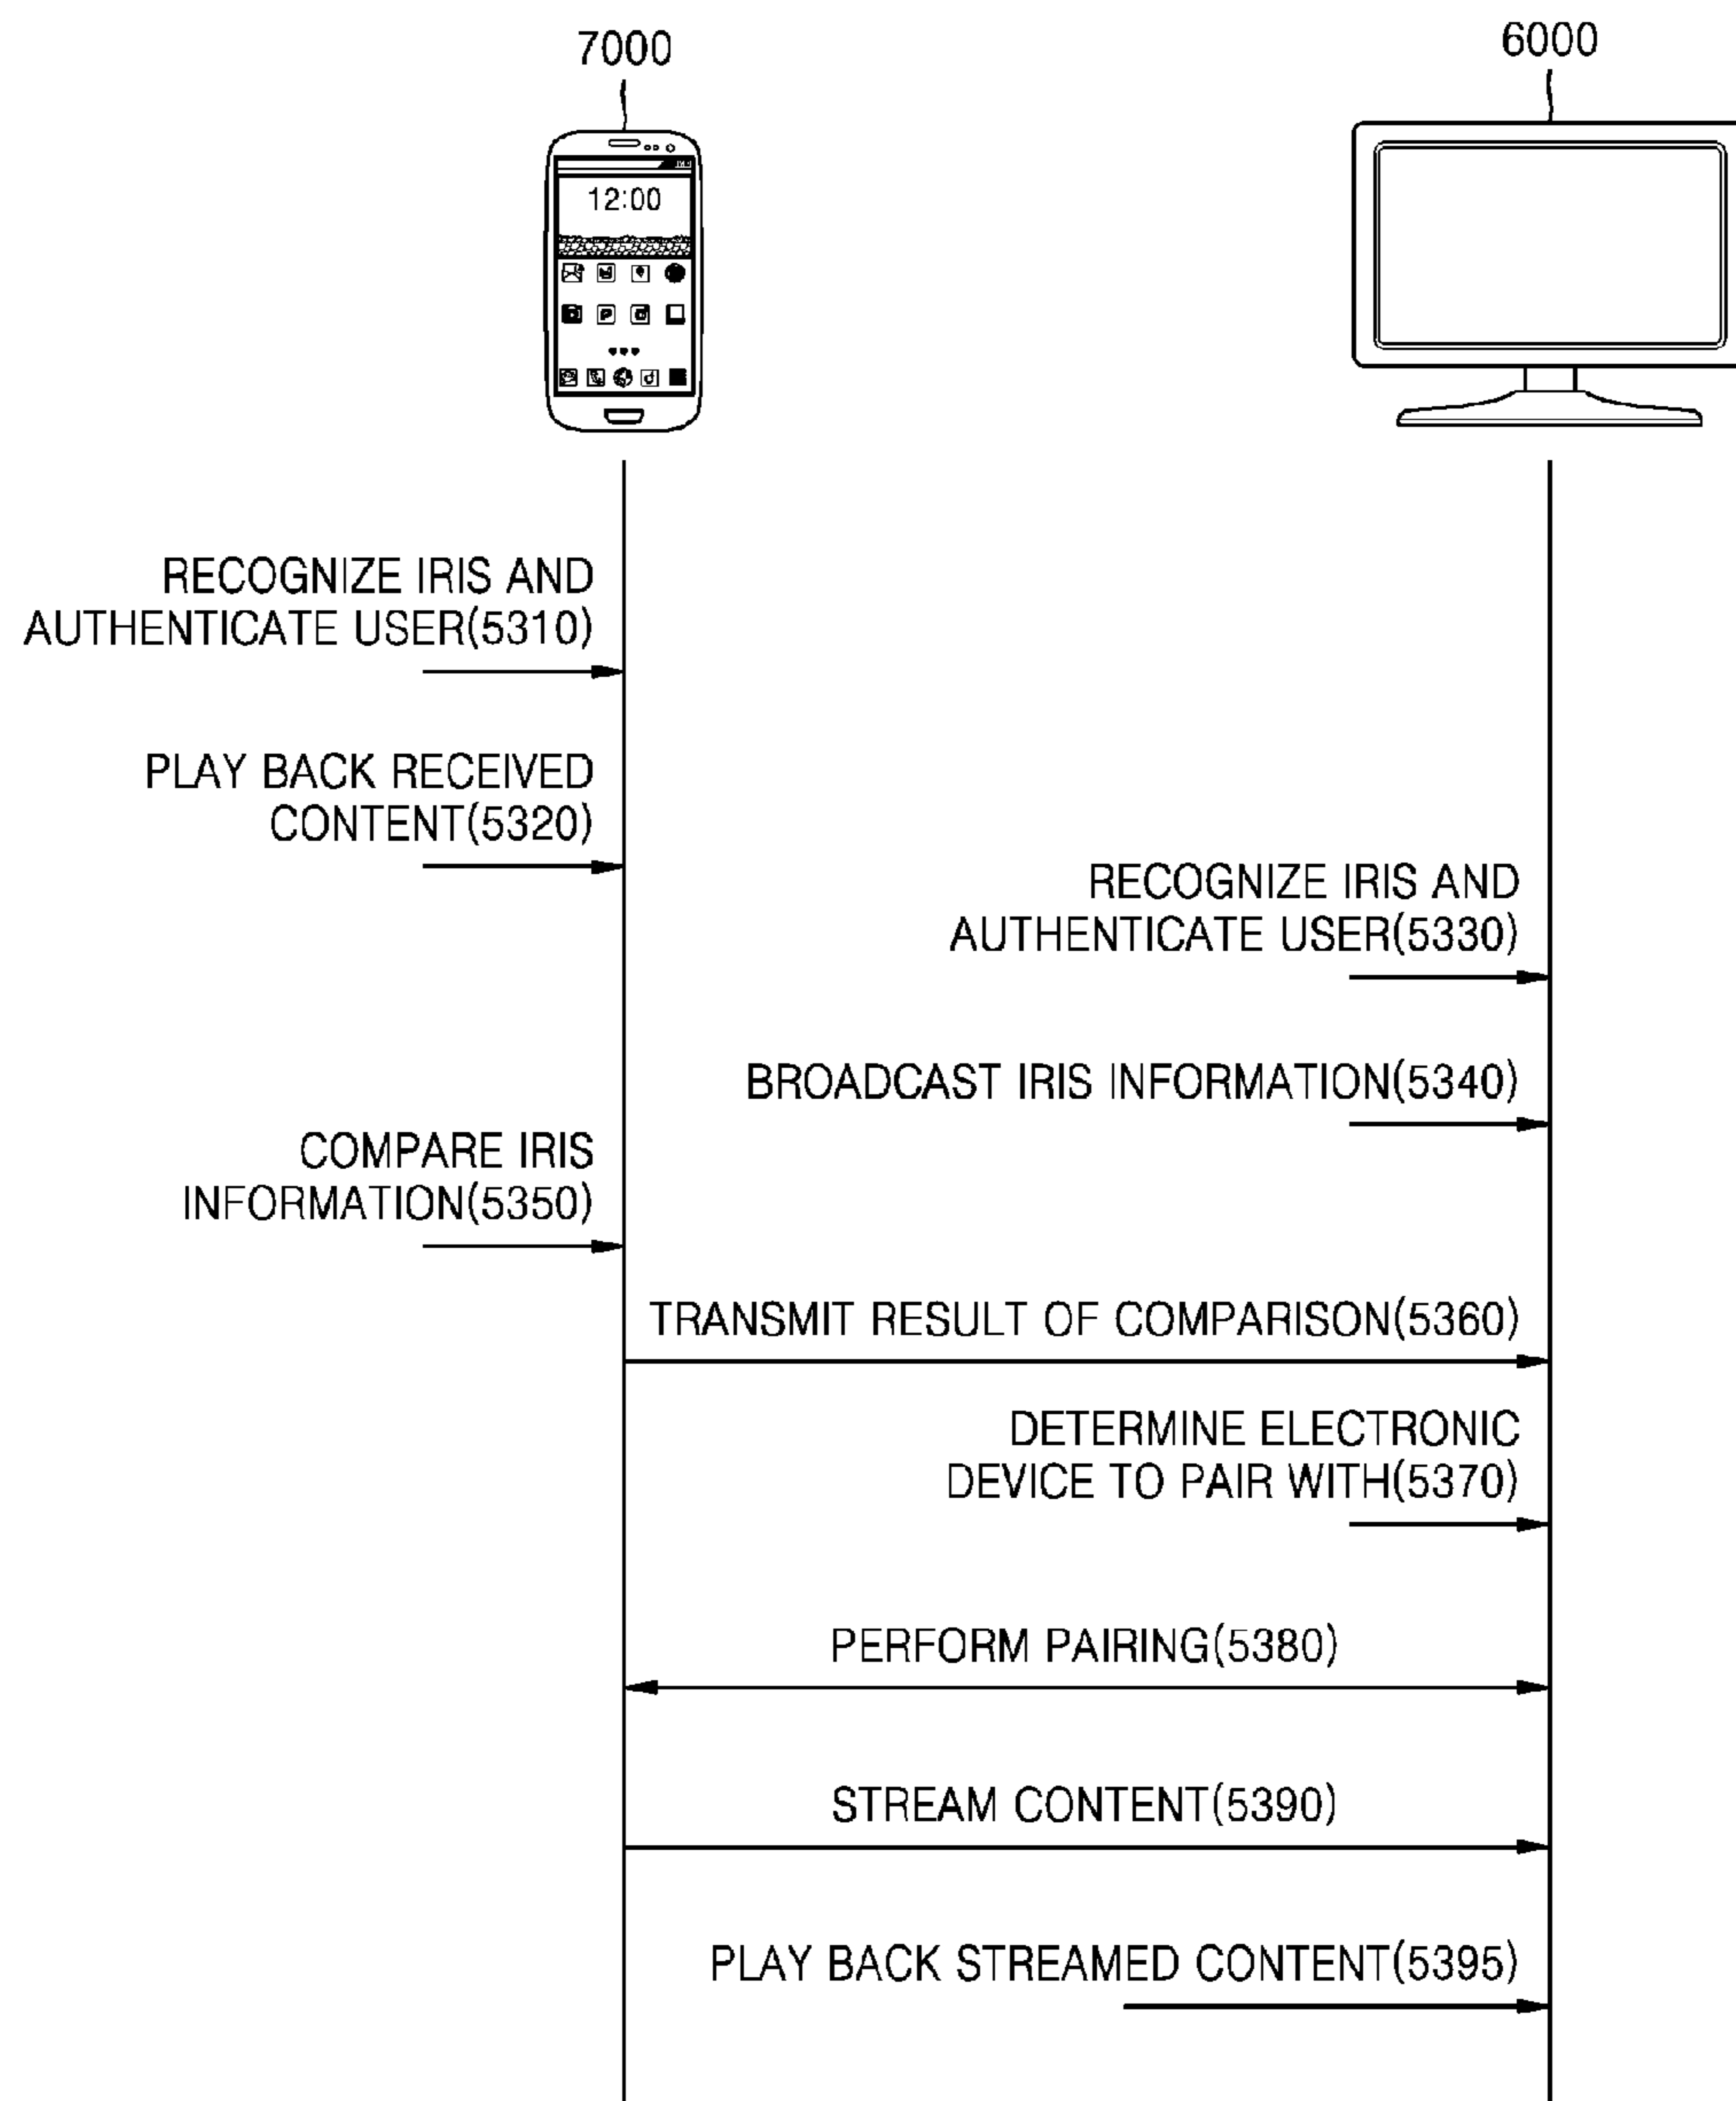 7000
6000
12:00
RECOGNIZE IRIS AND
AUTHENTICATE USER(5310)
PLAY BACK RECEIVED
CONTENT(5320)
RECOGNIZE IRIS AND
AUTHENTICATE USER(5330)
BROADCAST IRIS INFORMATION(5340)
COMPARE IRIS
INFORMATION(5350)
TRANSMIT RESULT OF COMPARISON(5360)
DETERMINE ELECTRONIC
DEVICE TO PAIR WITH(5370)
PERFORM PAIRING(5380)
STREAM CONTENT(5390)
PLAY BACK STREAMED CONTENT(5395)